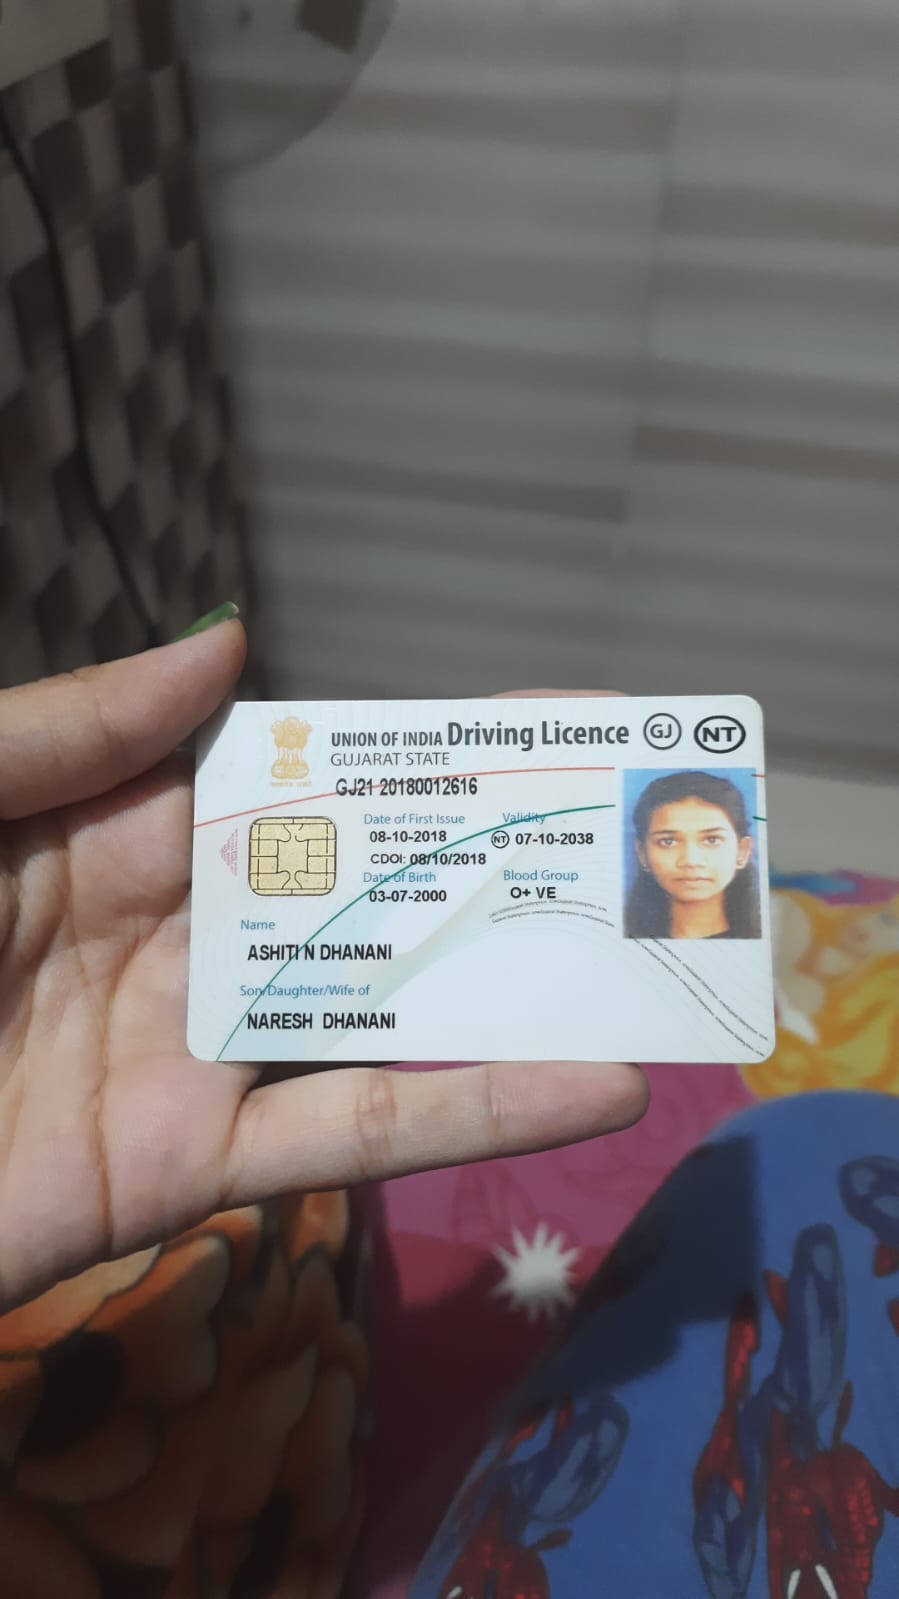 UNION OF INDIA Driving Licence GJ NT
GUJARAT STATE
GJ21 20180012616
Date of First Issue Validity
08-10-2018 NT 07-10-2038
CDOI: 08/10/2018
Date of Birth Blood Group
03-07-2000 O+ VE
Name
ASHITI N DHANANI
Son/Daughter/Wife of
NARESH DHANANI